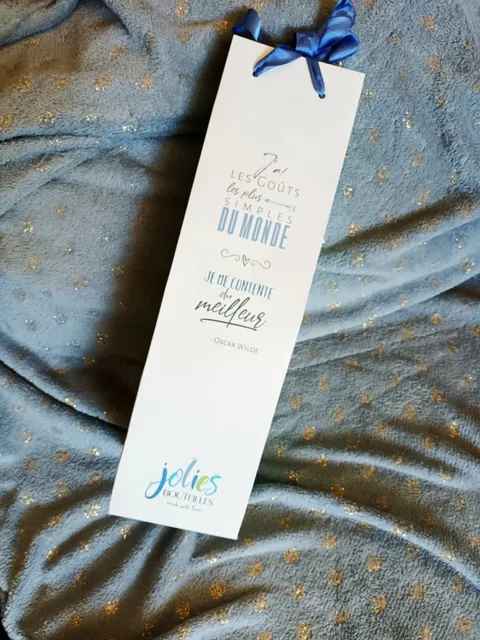 J'ai
LES GOÛTS
les plus
SIMPLES
DU MONDE
JE ME CONTENTE
du
meilleur
- OSCAR WILDE
jolies
BOUTEILLES
made with love